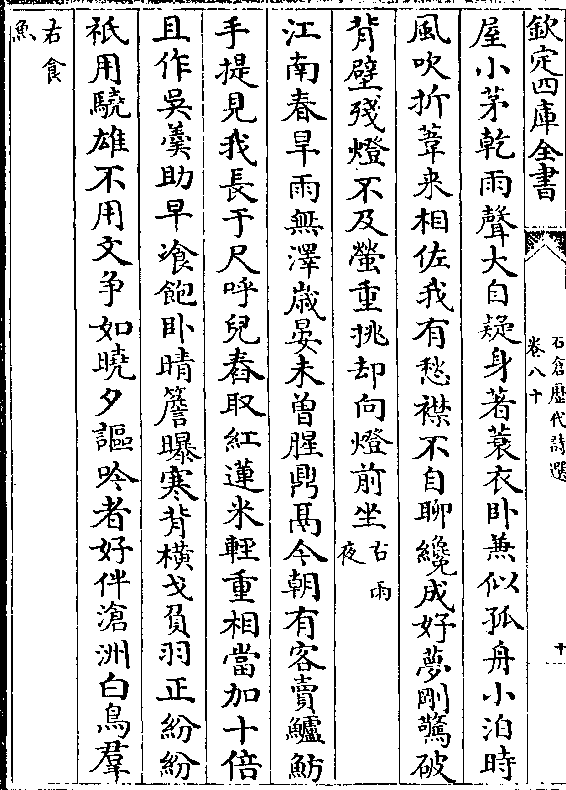 欽定四庫全書
石倉歷代詩選
卷八十
十
屋小茅乾雨聲大自疑身著蓑衣卧兼似孤舟小泊時
風吹折葦来相佐我有愁襟不自聊纔成好夢剛驚破
背壁殘燈不及螢重挑却向燈前坐右雨夜
江南春旱雨無澤歲晏未曾腥鼎鬲今朝有客賣鱸魴
手提見我長于尺呼兒舂取紅蓮米輕重相當加十倍
且作吳羮助早飡飽卧晴簷曝寒背橫戈負羽正紛紛
祇用驍雄不用文争如曉夕謳吟者好伴滄洲白鳥羣
右食魚